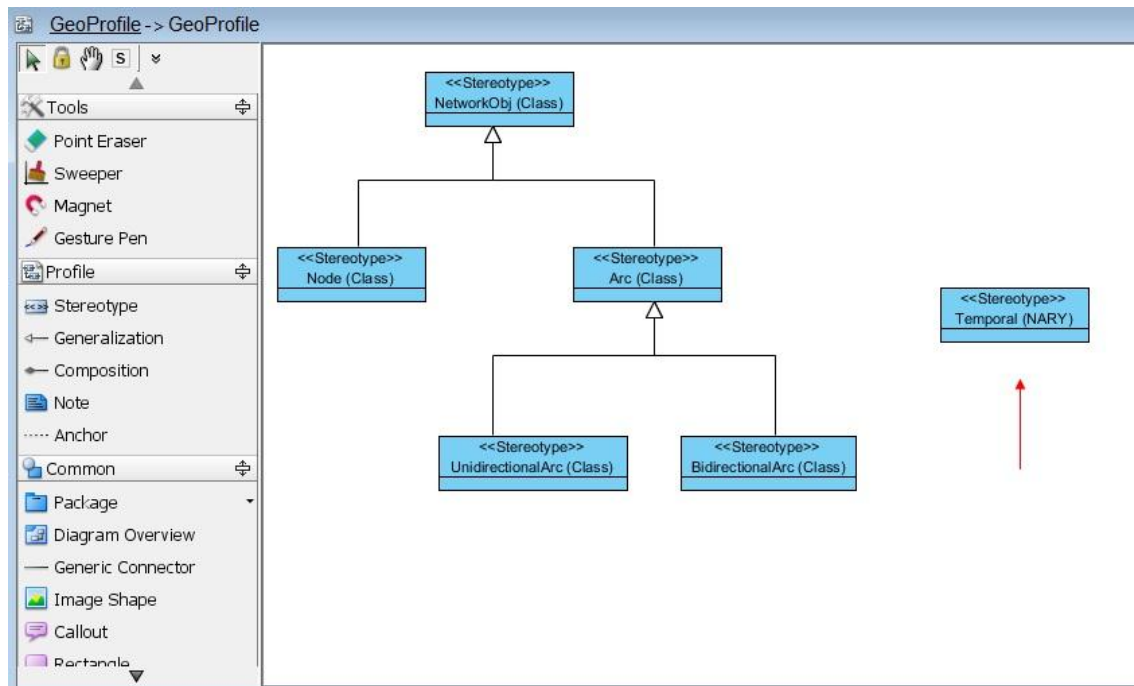 GeoProfile -> GeoProfile
S
Tools
Point Eraser
Sweeper
Magnet
Gesture Pen
Profile
Stereotype
Generalization
Composition
Note
Anchor
Common
Package
Diagram Overview
Generic Connector
Image Shape
Callout
Rectangle
<<Stereotype>>
NetworkObj (Class)
<<Stereotype>>
Node (Class)
<<Stereotype>>
Arc (Class)
<<Stereotype>>
Temporal (NARY)
<<Stereotype>>
UnidirectionalArc (Class)
<<Stereotype>>
BidirectionalArc (Class)